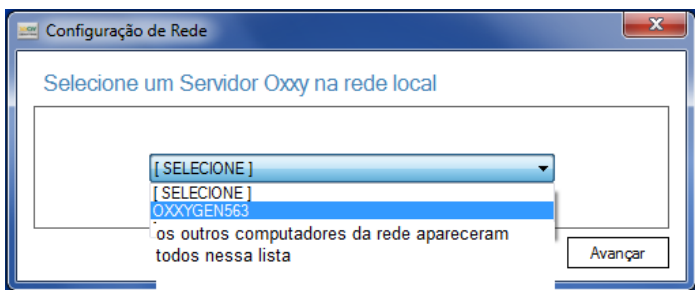 Configuração de Rede
Selecione um Servidor Oxxy na rede local
[ SELECIONE ]
[ SELECIONE ]
OXXYGEN563
os outros computadores da rede apareceram
todos nessa lista
Avançar